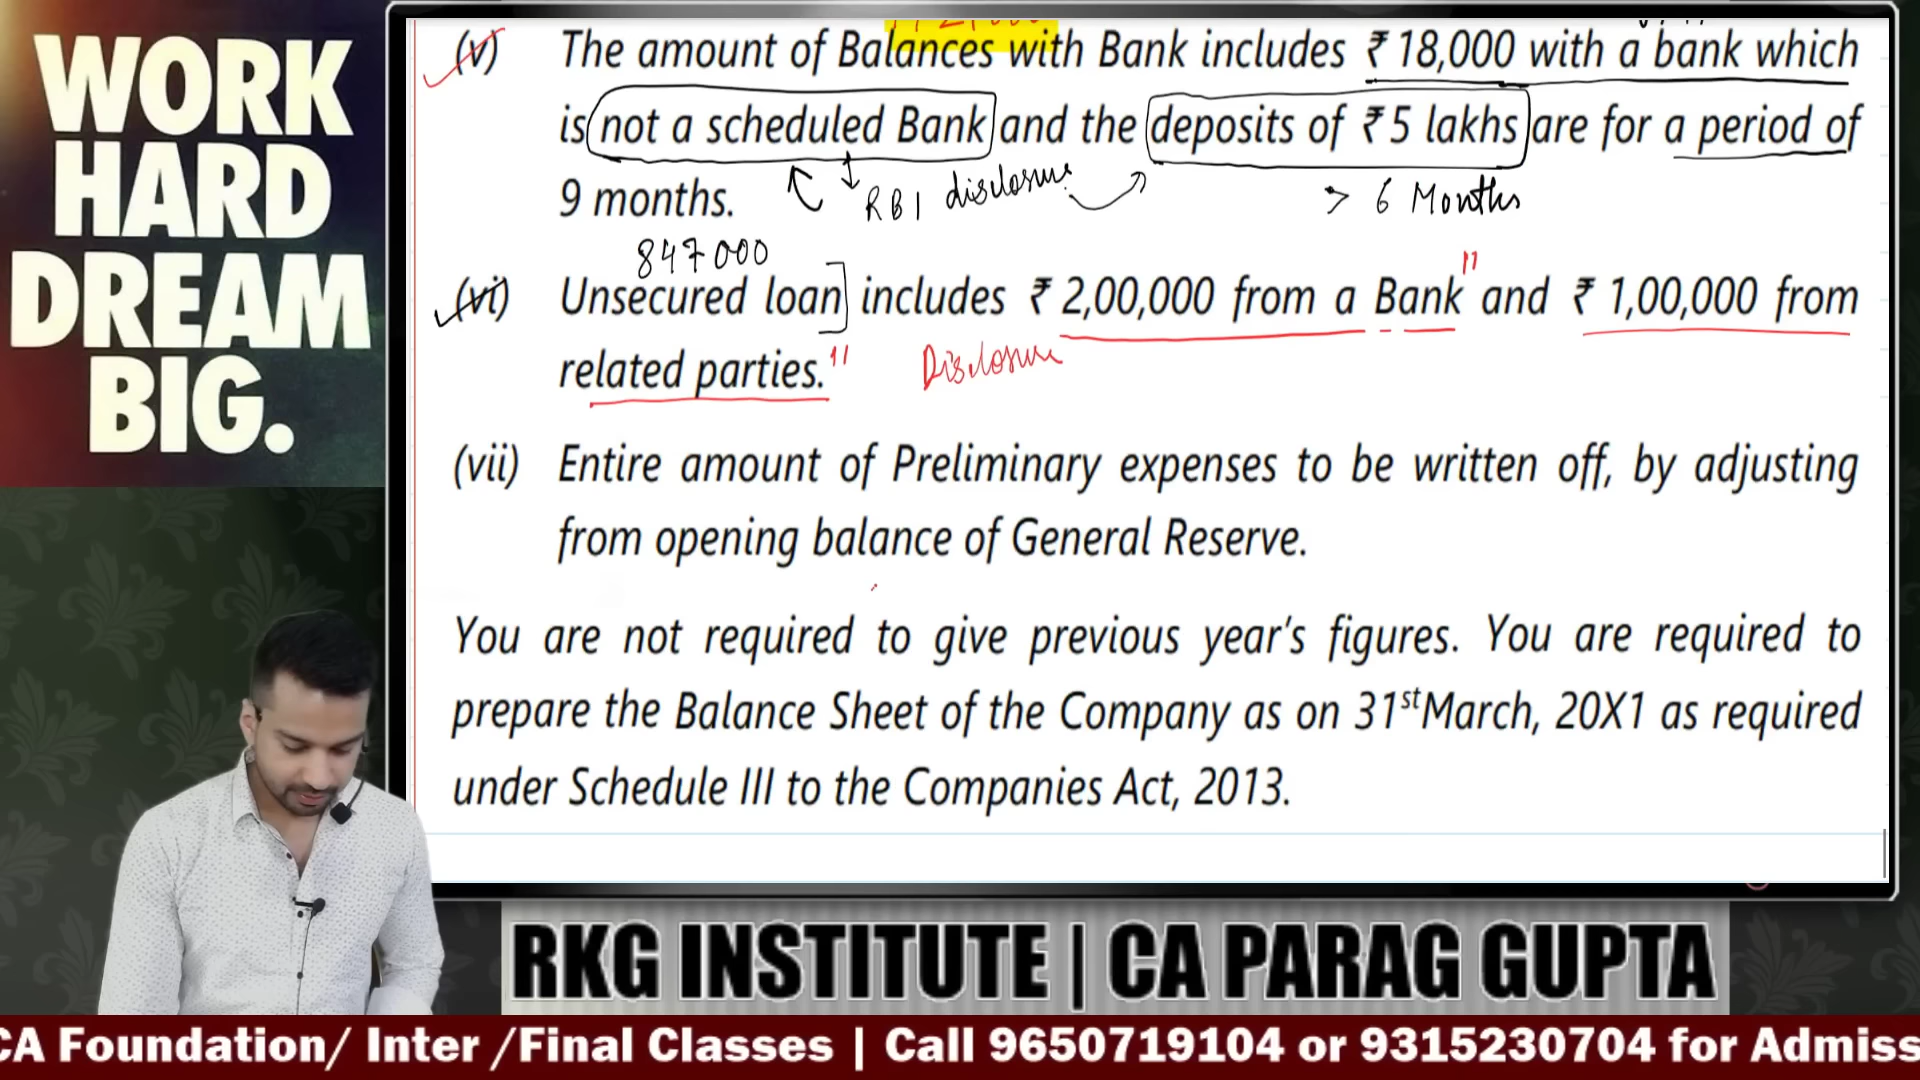 WORK
HARD
DREAM
BIG.
(v) The amount of Balances with Bank includes ₹ 18,000 with a bank which
is not a scheduled Bank and the deposits of ₹ 5 lakhs are for a period of
9 months.
RBI disclosure
> 6 Months
847000
(vi) Unsecured loan includes ₹ 2,00,000 from a Bank" and ₹ 1,00,000 from
related parties." Disclosure
(vii) Entire amount of Preliminary expenses to be written off, by adjusting
from opening balance of General Reserve.
You are not required to give previous year's figures. You are required to
prepare the Balance Sheet of the Company as on 31st March, 20X1 as required
under Schedule III to the Companies Act, 2013.
RKG INSTITUTE | CA PARAG GUPTA
CA Foundation/ Inter /Final Classes | Call 9650719104 or 9315230704 for Admiss